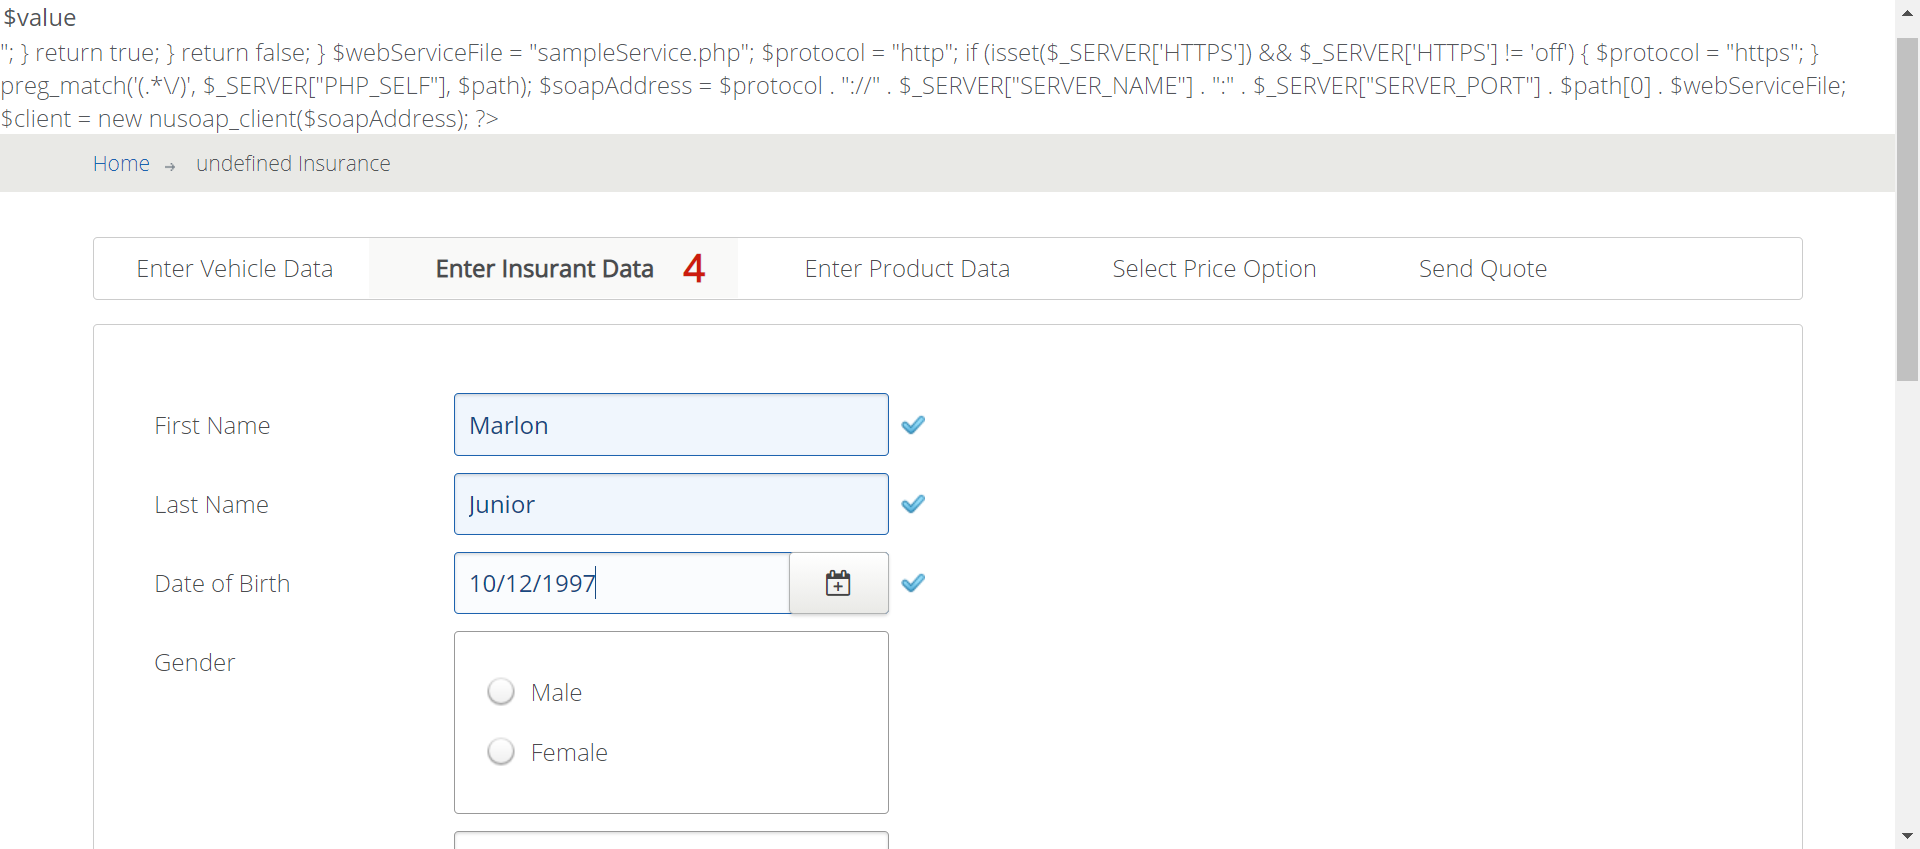 $value
"; } return true; } return false; } $webServiceFile = "sampleService.php"; $protocol = "http"; if (isset($_SERVER['HTTPS']) && $_SERVER['HTTPS'] != 'off') { $protocol = "https"; }
preg_match('(.*\/)', $_SERVER["PHP_SELF"], $path); $soapAddress = $protocol . "://" . $_SERVER["SERVER_NAME"] . ":" . $_SERVER["SERVER_PORT"] . $path[0] . $webServiceFile;
$client = new nusoap_client($soapAddress); ?>
Home → undefined Insurance
Enter Vehicle Data Enter Insurant Data 4 Enter Product Data Select Price Option Send Quote
First Name Marlon
Last Name Junior
Date of Birth 10/12/1997
Gender
Male
Female